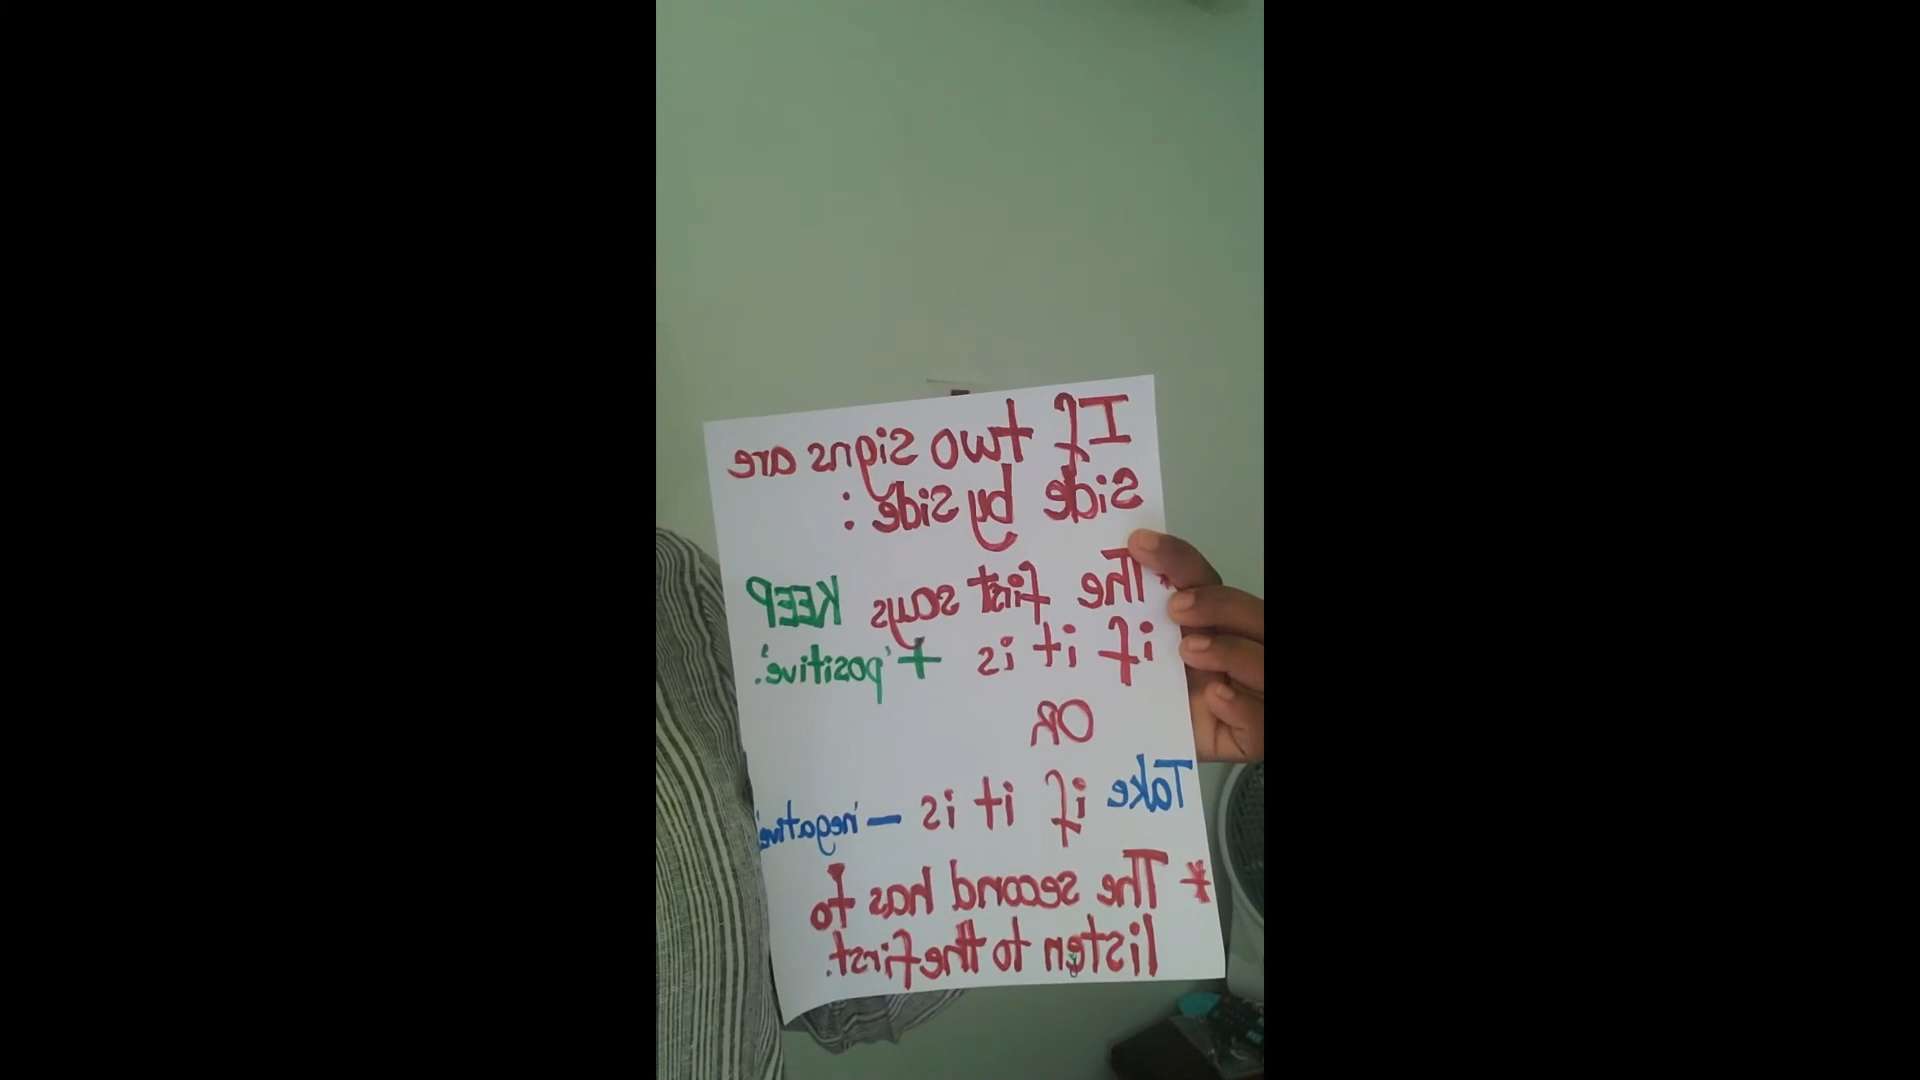 If two signs are
side by side:
* The first says KEEP
if it is + 'positive'.
OR
Take if it is — 'negative'
* The second has to
listen to the first.